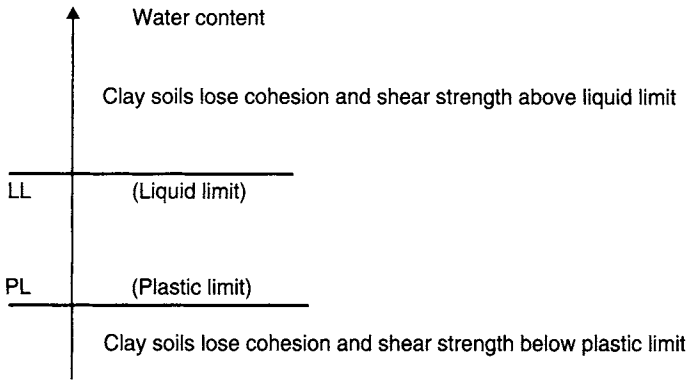 Water content
Clay soils lose cohesion and shear strength above liquid limit
LL (Liquid limit)
PL (Plastic limit)
Clay soils lose cohesion and shear strength below plastic limit